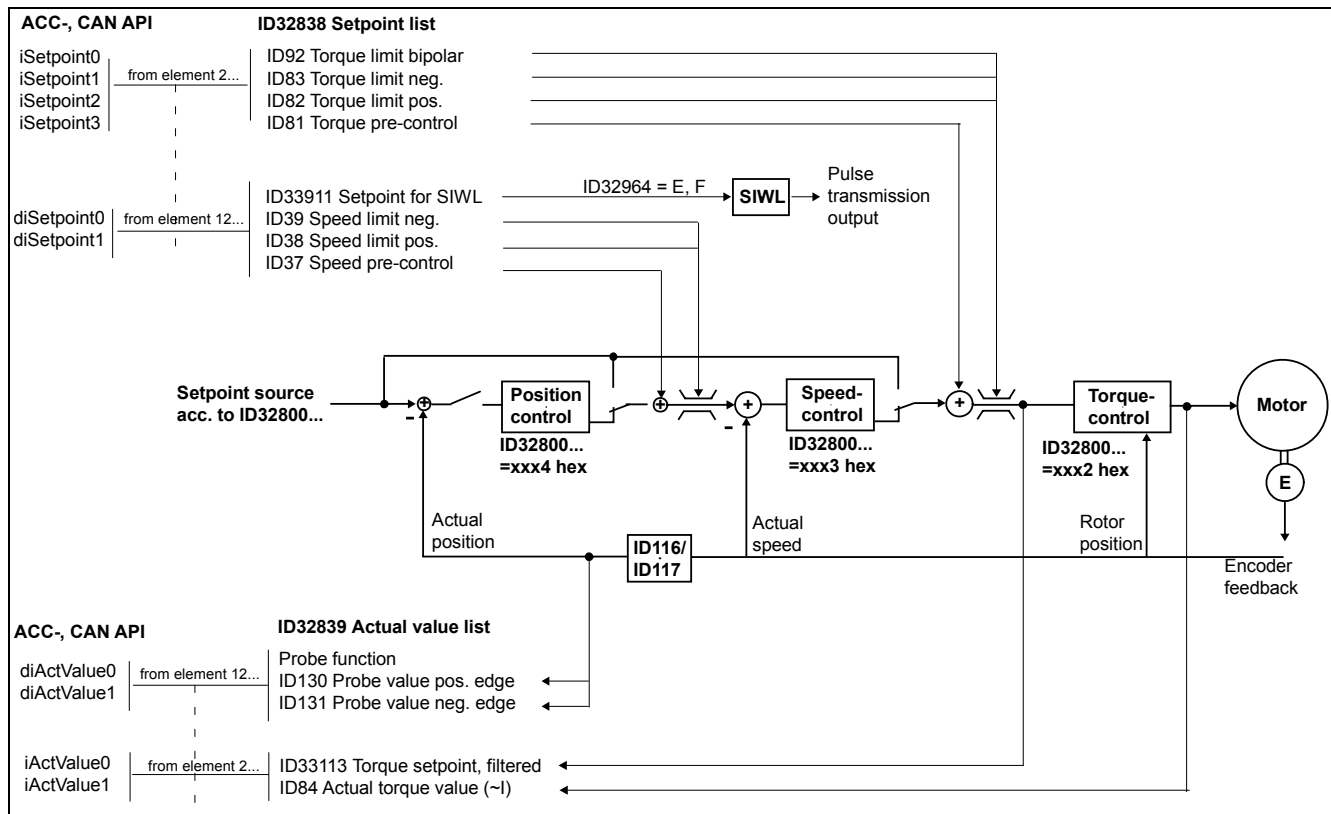 ACC-, CAN API
ID32838 Setpoint list
iSetpoint0
iSetpoint1
iSetpoint2
iSetpoint3
from element 2...
ID92 Torque limit bipolar
ID83 Torque limit neg.
ID82 Torque limit pos.
ID81 Torque pre-control
diSetpoint0
diSetpoint1
from element 12...
ID33911 Setpoint for SIWL
ID39 Speed limit neg.
ID38 Speed limit pos.
ID37 Speed pre-control
ID32964 = E, F
SIWL
Pulse
transmission
output
Setpoint source
acc. to ID32800...
+
-
Position
control
ID32800...
=xxx4 hex
+
+
-
Speed-
control
ID32800...
=xxx3 hex
+
Torque-
control
ID32800...
=xxx2 hex
Motor
E
Actual
position
ID116/
ID117
Actual
speed
Rotor
position
Encoder
feedback
ACC-, CAN API
ID32839 Actual value list
diActValue0
diActValue1
from element 12...
Probe function
ID130 Probe value pos. edge
ID131 Probe value neg. edge
iActValue0
iActValue1
from element 2...
ID33113 Torque setpoint, filtered
ID84 Actual torque value (~I)